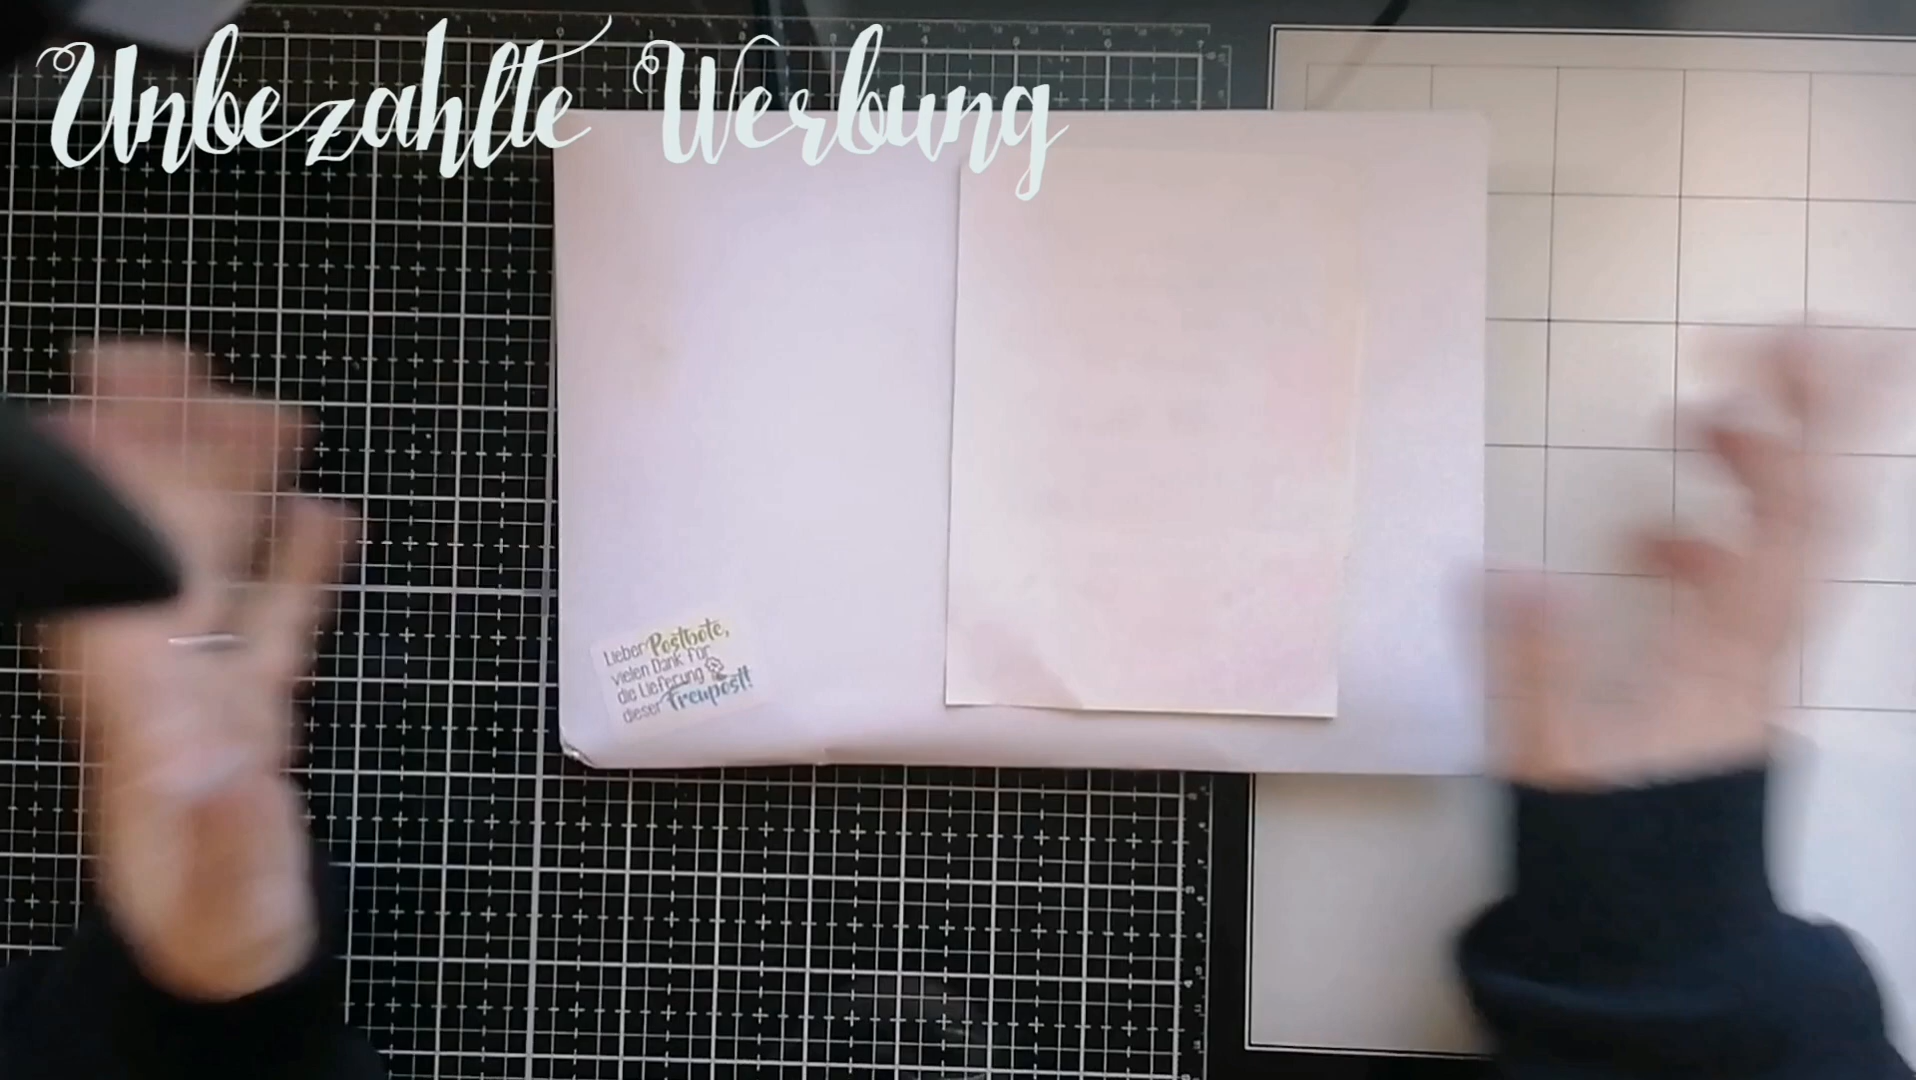 Unbezahlte Werbung
Lieber Postbote,
vielen Dank für
die Lieferung
dieser Freupost!